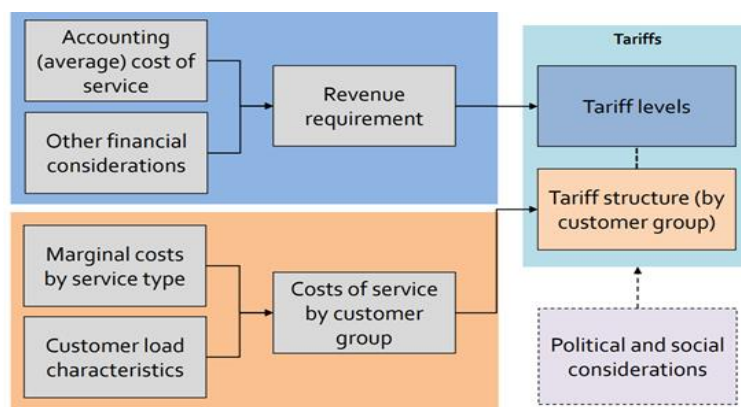 Accounting
(average) cost of
service
Other financial
considerations
Revenue
requirement
Tariffs
Tariff levels
Tariff structure (by
customer group)
Marginal costs
by service type
Customer load
characteristics
Costs of service
by customer
group
Political and social
considerations